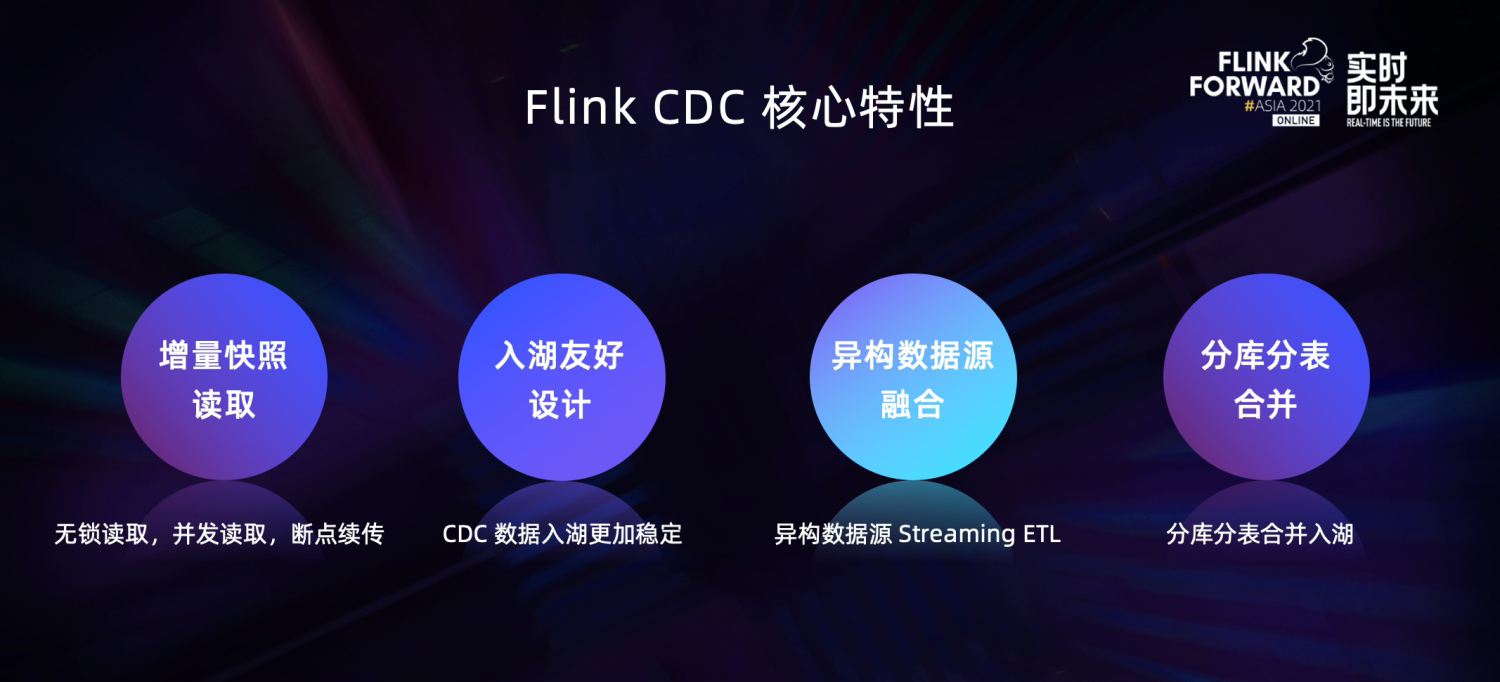 Flink CDC 核心特性
FLINK
FORWARD
#ASIA 2021
ONLINE
实时
即未来
REAL-TIME IS THE FUTURE
增量快照
读取
入湖友好
设计
异构数据源
融合
分库分表
合并
无锁读取，并发读取，断点续传
CDC 数据入湖更加稳定
异构数据源 Streaming ETL
分库分表合并入湖